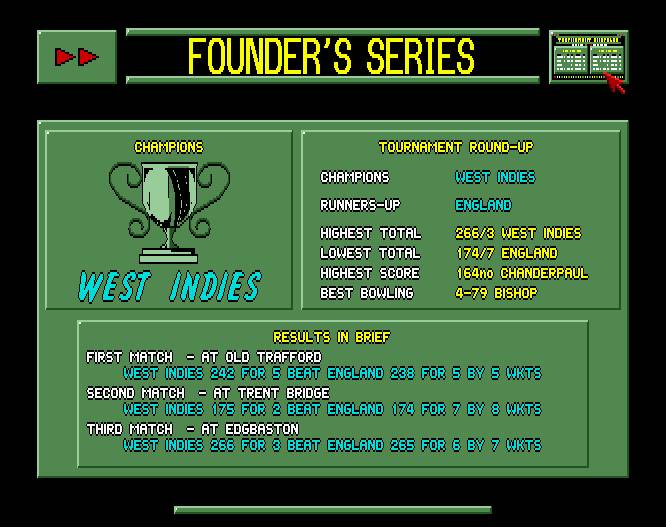 FOUNDER'S SERIES
CHAMPIONS
WEST INDIES
TOURNAMENT ROUND-UP
CHAMPIONS WEST INDIES
RUNNERS-UP ENGLAND
HIGHEST TOTAL 266/3 WEST INDIES
LOWEST TOTAL 174/7 ENGLAND
HIGHEST SCORE 164no CHANDERPAUL
BEST BOWLING 4-79 BISHOP
RESULTS IN BRIEF
FIRST MATCH - AT OLD TRAFFORD
WEST INDIES 242 FOR 5 BEAT ENGLAND 238 FOR 5 BY 5 WKTS
SECOND MATCH - AT TRENT BRIDGE
WEST INDIES 175 FOR 2 BEAT ENGLAND 174 FOR 7 BY 8 WKTS
THIRD MATCH - AT EDGBASTON
WEST INDIES 266 FOR 3 BEAT ENGLAND 265 FOR 6 BY 7 WKTS